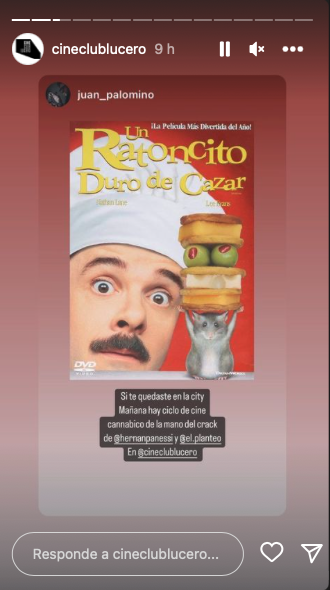 cineclublucero 9 h
juan_palomino
¡La Película Más Divertida del Año!
Un
Ratoncito
Duro de Cazar
Nathan Lane Lee Evans
DVD
Si te quedaste en la city
Mañana hay ciclo de cine
cannabico de la mano del crack
de @hernanpanessi y @el.planteo
En @cineclublucero
Responde a cineclublucero...